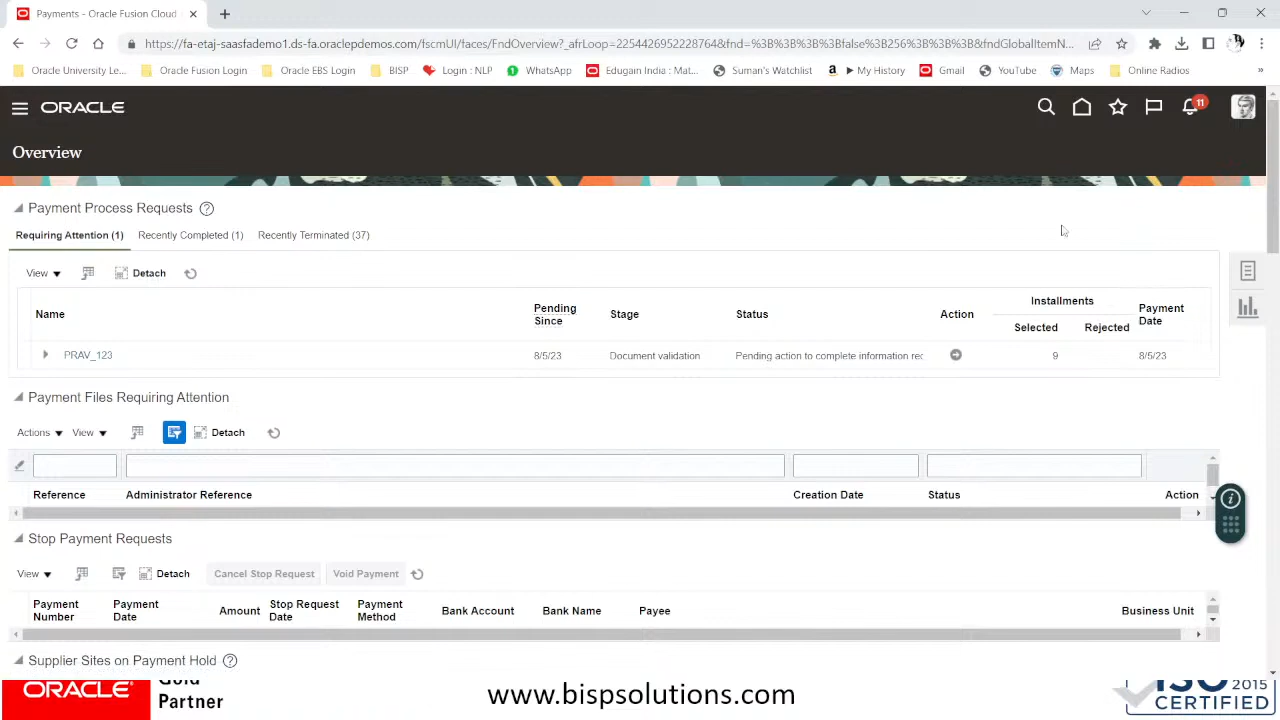 Payments - Oracle Fusion Cloud
https://fa-etaj-saasfademo1.ds-fa.oraclepdemos.com/fscmUI/faces/FndOverview?_afrLoop=2254426952228764&fnd=%3B%3B%3B%3Bfalse%3B256%3B%3B%3B&fndGlobalItemN...
Oracle University Le... Oracle Fusion Login Oracle EBS Login BISP Login : NLP WhatsApp Edugain India : Mat... Suman's Watchlist My History Gmail YouTube Maps Online Radios »
ORACLE 11
Overview
Payment Process Requests ?
Requiring Attention (1) Recently Completed (1) Recently Terminated (37)
View Detach
Name Pending Since Stage Status Action Installments Selected Rejected Payment Date
PRAV_123 8/5/23 Document validation Pending action to complete information rec 9 8/5/23
Payment Files Requiring Attention
Actions View Detach
Reference Administrator Reference Creation Date Status Action
Stop Payment Requests
View Detach Cancel Stop Request Void Payment
Payment Number Payment Date Amount Stop Request Date Payment Method Bank Account Bank Name Payee Business Unit
Supplier Sites on Payment Hold ?
ORACLE Gold Partner
www.bispsolutions.com
ISO 2015 CERTIFIED